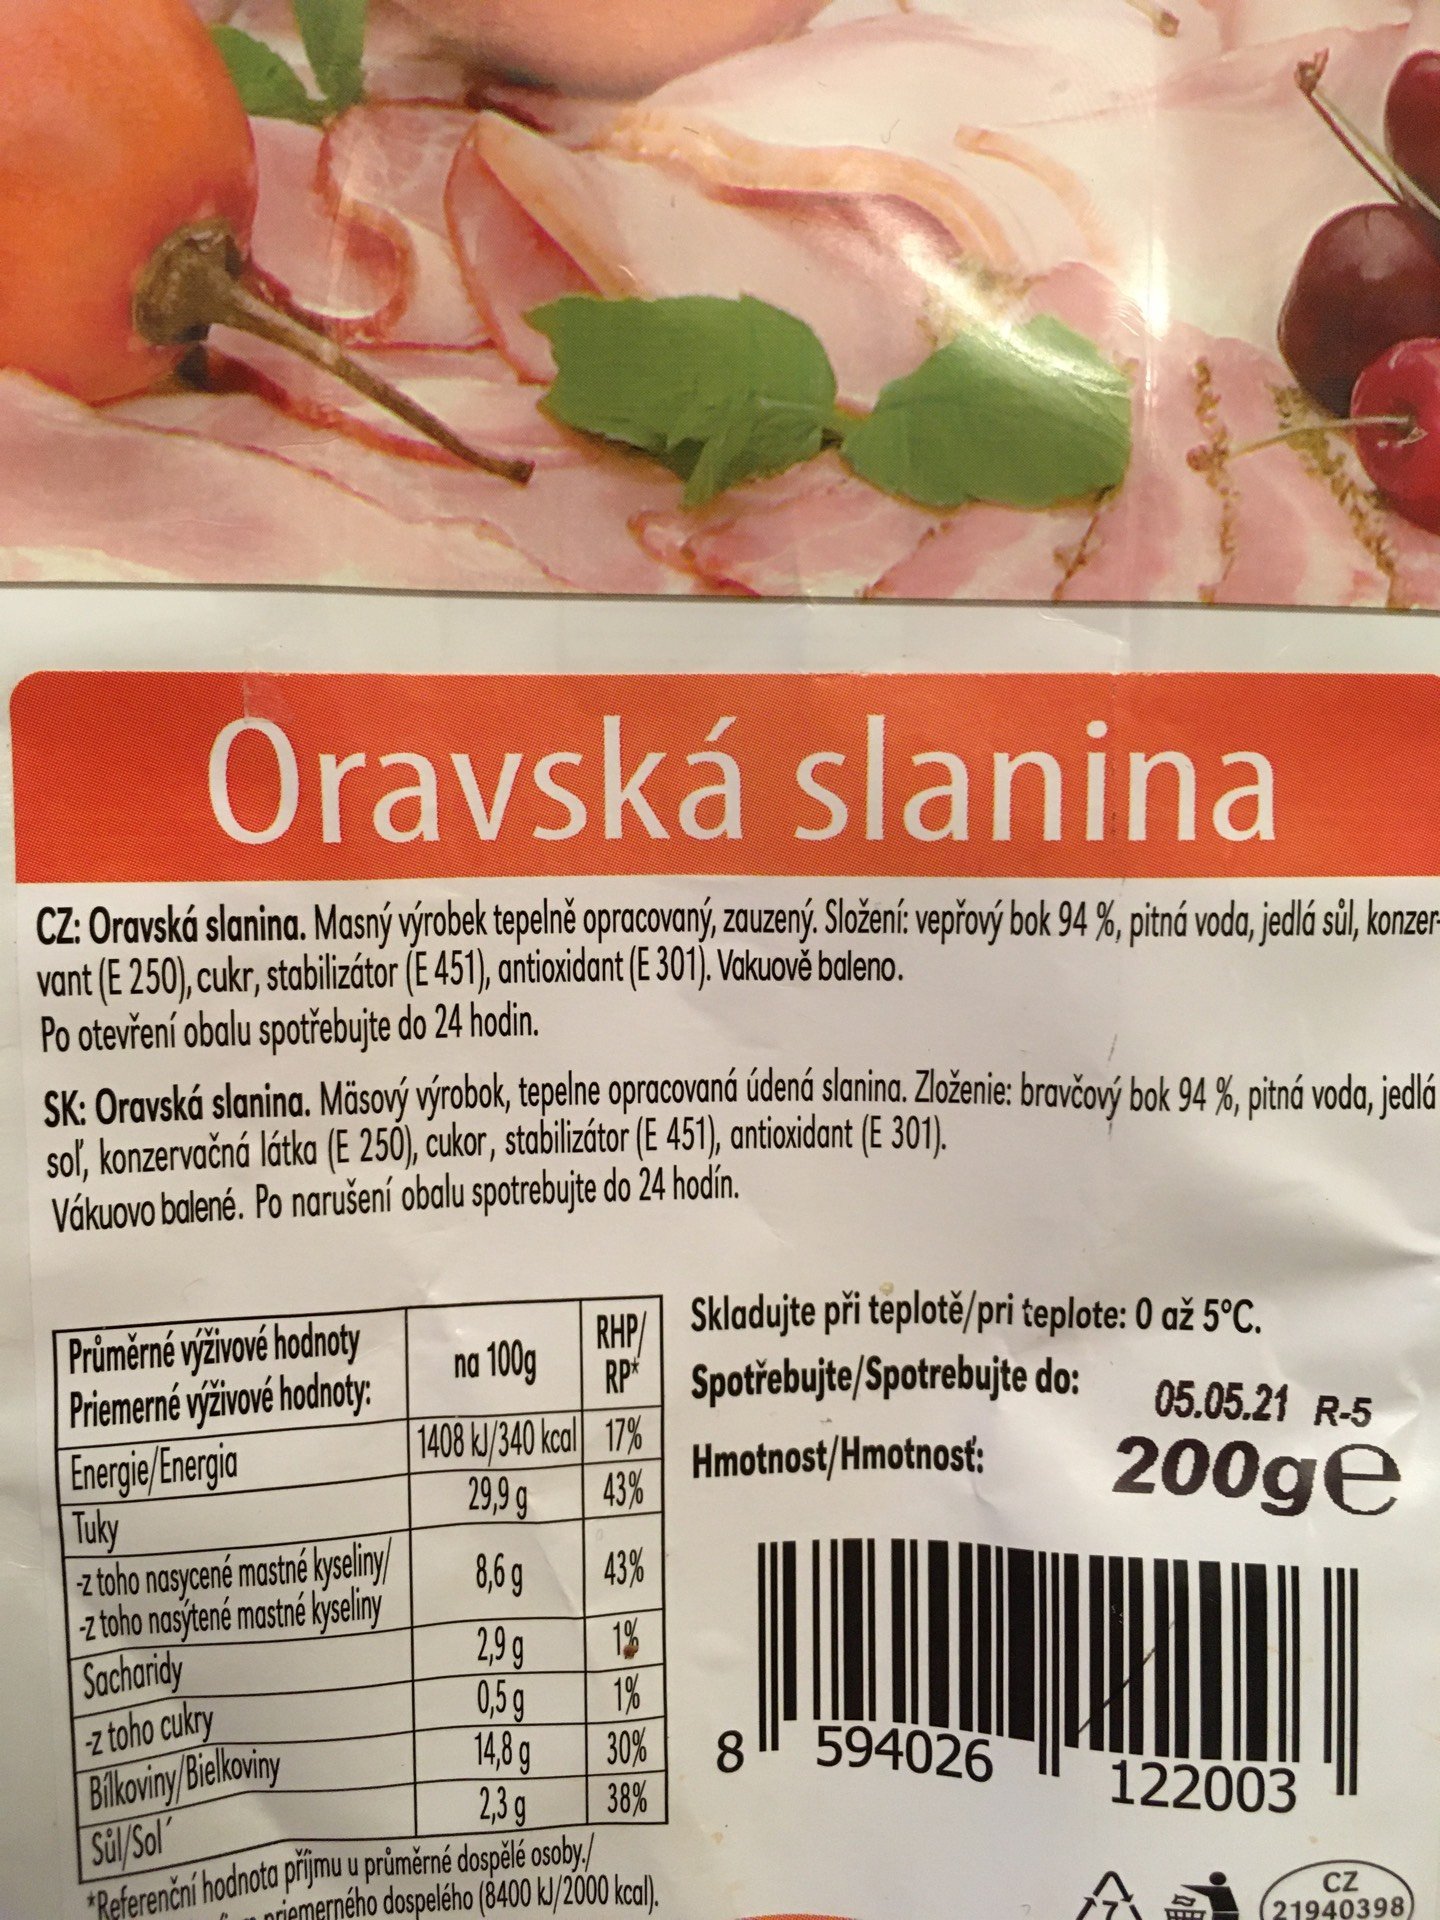 Oravská slanina
CZ: Oravská slanina. Masný výrobek tepelně opracovaný, zauzený. Složení: vepřový bok 94 %, pitná voda, jedlá sůl, konzer-
vant (E 250), cukr, stabilizátor (E 451), antioxidant (E 301). Vakuově baleno.
Po otevření obalu spotřebujte do 24 hodin.
SK: Oravská slanina. Mäsový výrobok, tepelne opracovaná údená slanina. Zloženie: bravčový bok 94 %, pitná voda, jedlá
soľ, konzervačná látka (E 250), cukor, stabilizátor (E 451), antioxidant (E 301).
Vákuovo balené. Po narušení obalu spotrebujte do 24 hodín.
Průměrné výživové hodnoty
Priemerné výživové hodnoty:
na 100g
RHP/
RP*
Energie/Energia 1408 kJ/340 kcal 17%
Tuky 29,9 g 43%
-z toho nasycené mastné kyseliny/
-z toho nasýtené mastné kyseliny
8,6 g 43%
Sacharidy 2,9 g 1%
-z toho cukry 0,5 g 1%
Bílkoviny/Bielkoviny 14,8 g 30%
Sůl/Sol´ 2,3 g 38%
*Referenční hodnota příjmu u průměrné dospělé osoby./
priemerného dospelého (8400 kJ/2000 kcal).
Skladujte při teplotě/pri teplote: 0 až 5°C.
Spotřebujte/Spotrebujte do: 05.05.21 R-5
Hmotnost/Hmotnosť: 200g e
8 594026 122003
7
CZ
21940398